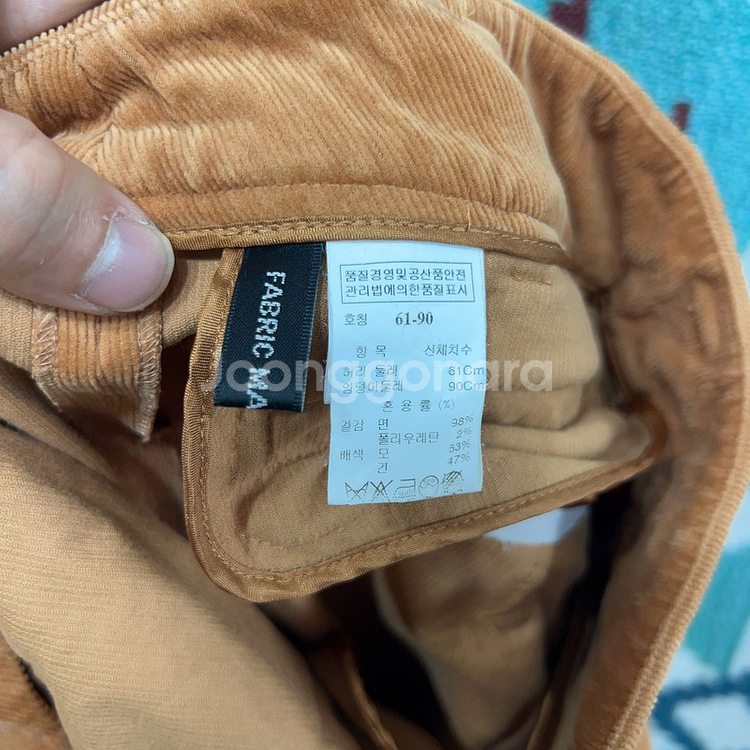 품질경영및공산품안전
관리법에의한품질표시
호칭 61-90
항 목 신체치수
허리 둘레 61Cm
엉덩이둘레 90Cm
혼 용 률 (%)
겉감 면 98%
폴리우레탄 2%
배색 모 53%
견 47%
FABRIC MA
Joonggonara